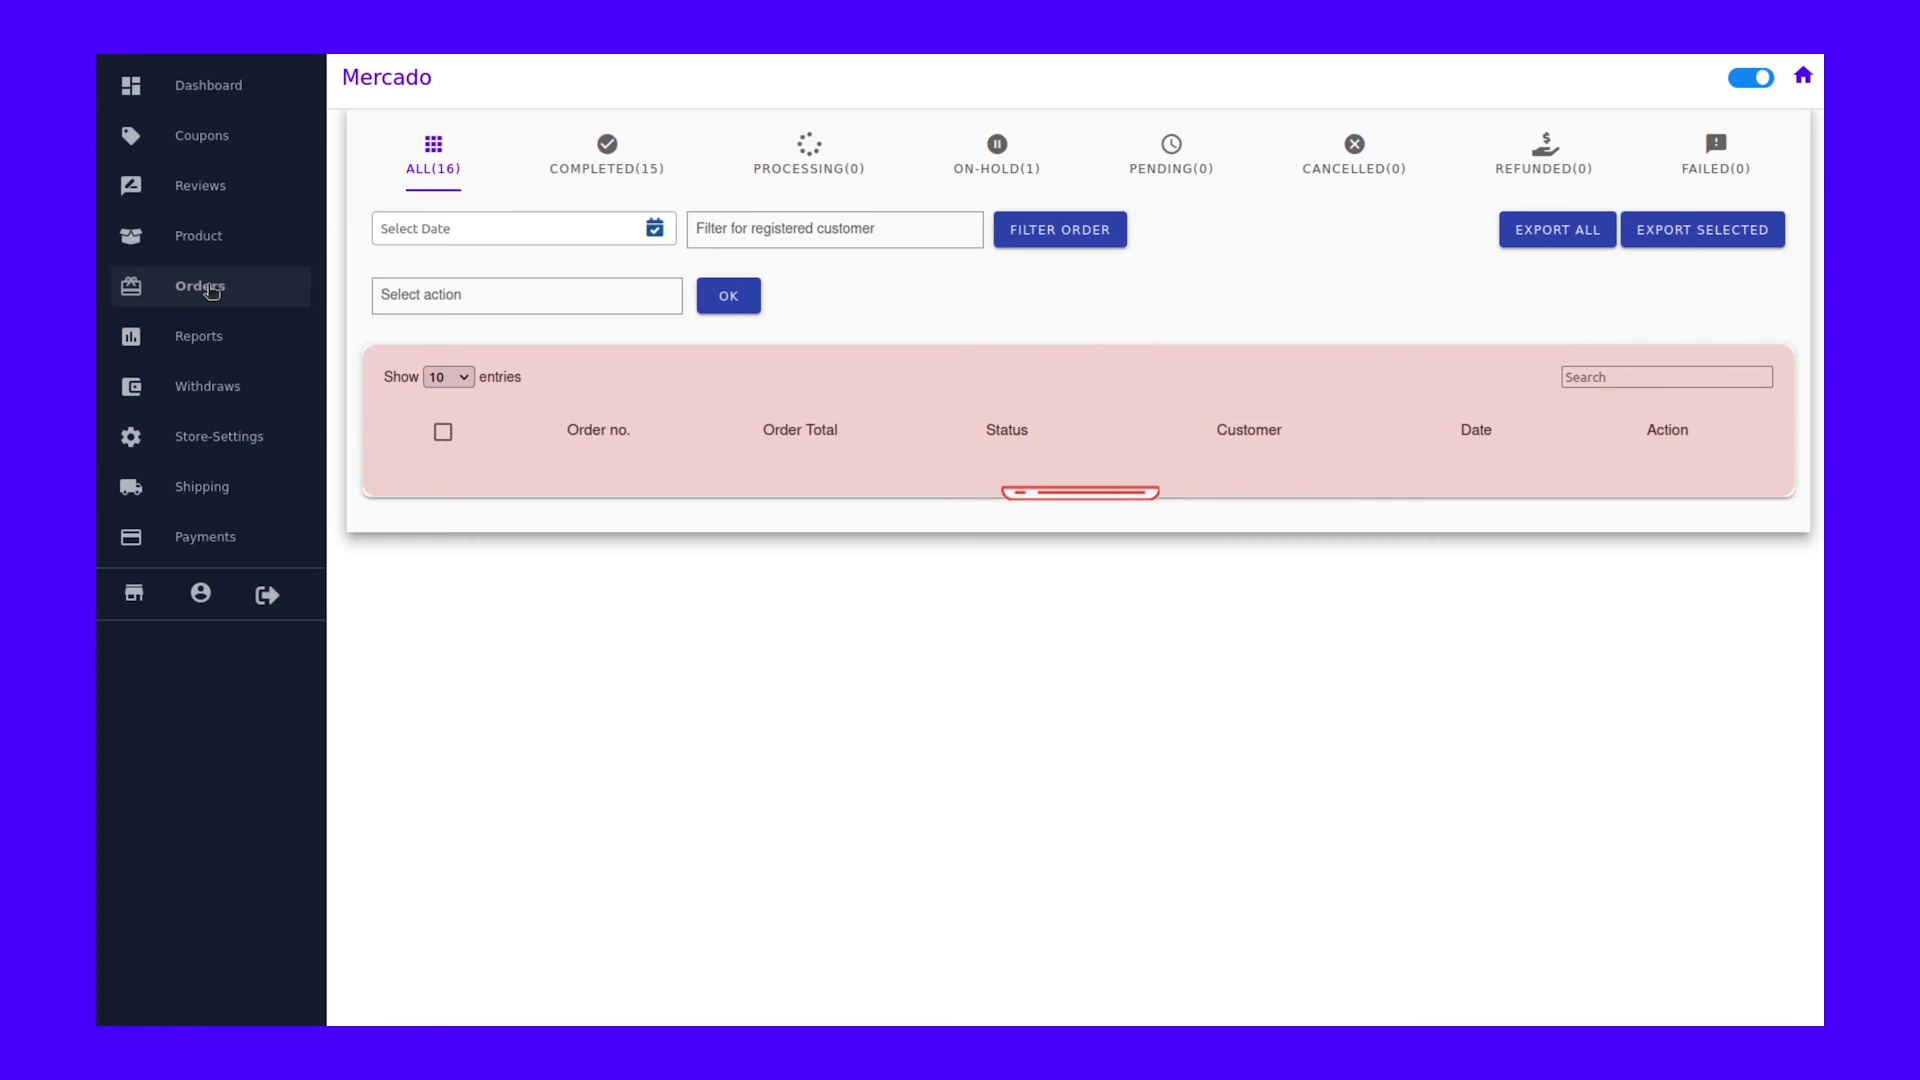 Dashboard
Coupons
Reviews
Product
Orders
Reports
Withdraws
Store-Settings
Shipping
Payments
Mercado
ALL(16)
COMPLETED(15)
PROCESSING(0)
ON-HOLD(1)
PENDING(0)
CANCELLED(0)
REFUNDED(0)
FAILED(0)
Select Date
Filter for registered customer
FILTER ORDER
EXPORT ALL
EXPORT SELECTED
Select action
OK
Show 10 entries
Search
Order no.
Order Total
Status
Customer
Date
Action